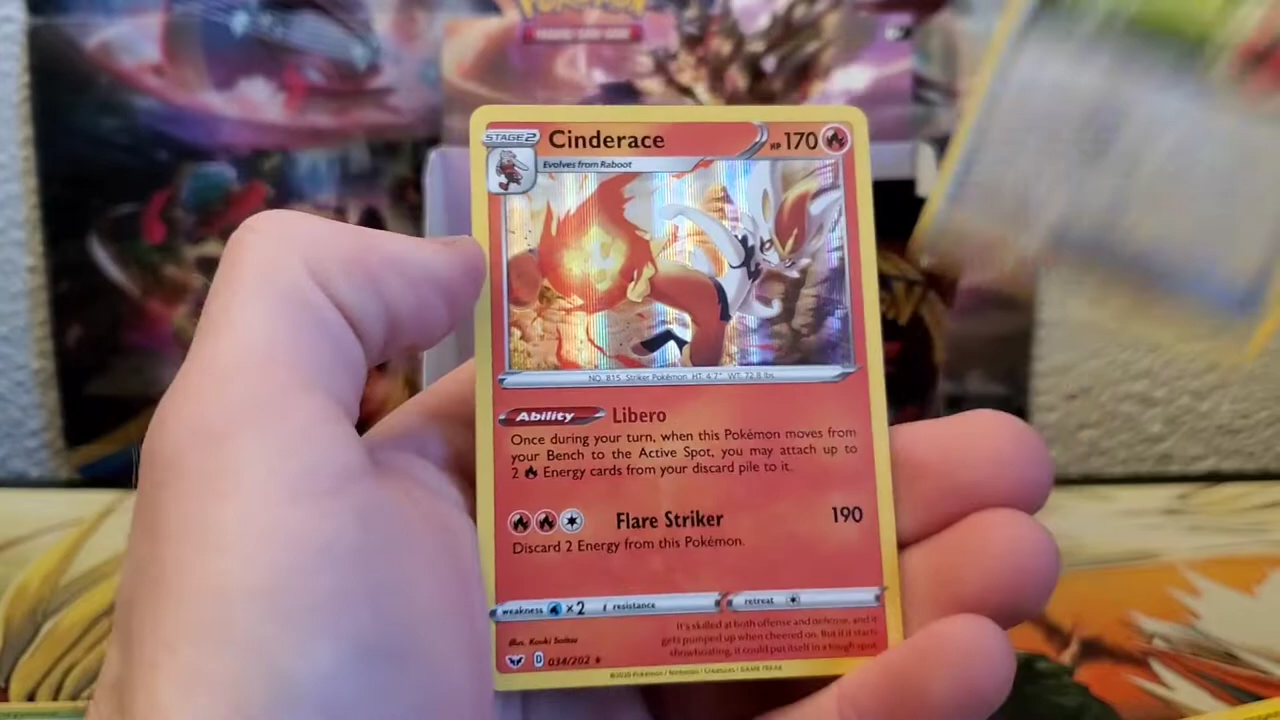 POKÉMON
STAGE 2
Cinderace
HP 170
Evolves from Raboot
NO. 815 Striker Pokémon HT: 4'7" WT: 72.8 lbs
Ability Libero
Once during your turn, when this Pokémon moves from
your Bench to the Active Spot, you may attach up to
2 Energy cards from your discard pile to it.
Flare Striker 190
Discard 2 Energy from this Pokémon.
weakness ×2 resistance retreat
It's skilled at both offense and defense, and it
gets pumped up when cheered on. But if it starts
showboating, it could put itself in a tough spot.
Illus. Kouki Saitou
D 034/202 ★
©2020 Pokémon / Nintendo / Creatures / GAME FREAK